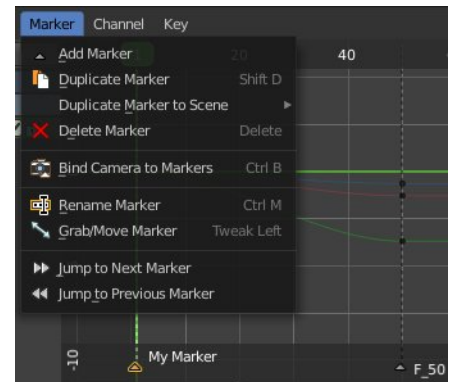 Marker Channel Key
20 40
Add Marker
Duplicate Marker Shift D
Duplicate Marker to Scene
Delete Marker Delete
Bind Camera to Markers Ctrl B
Rename Marker Ctrl M
Grab/Move Marker Tweak Left
Jump to Next Marker
Jump to Previous Marker
-10 My Marker F_50